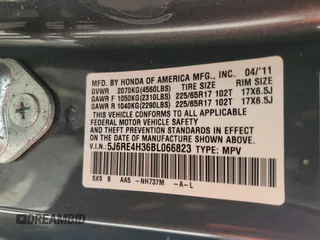 MFD. BY HONDA OF AMERICA MFG., INC. 04/'11
GVWR 2070KG(4560LBS) TIRE SIZE RIM SIZE
GAWR F 1050KG(2310LBS) 225/65R17 102T 17X6.5J
GAWR R 1040KG(2290LBS) 225/65R17 102T 17X6.5J
THIS VEHICLE CONFORMS TO ALL APPLICABLE
FEDERAL MOTOR VEHICLE SAFETY AND THEFT
PREVENTION STANDARDS IN EFFECT ON THE DATE
OF MANUFACTURE SHOWN ABOVE.
V.I.N.: 5J6RE4H36BL066823 TYPE: MPV
SXS B AA5 -NH737M -A-L
DREAMBID